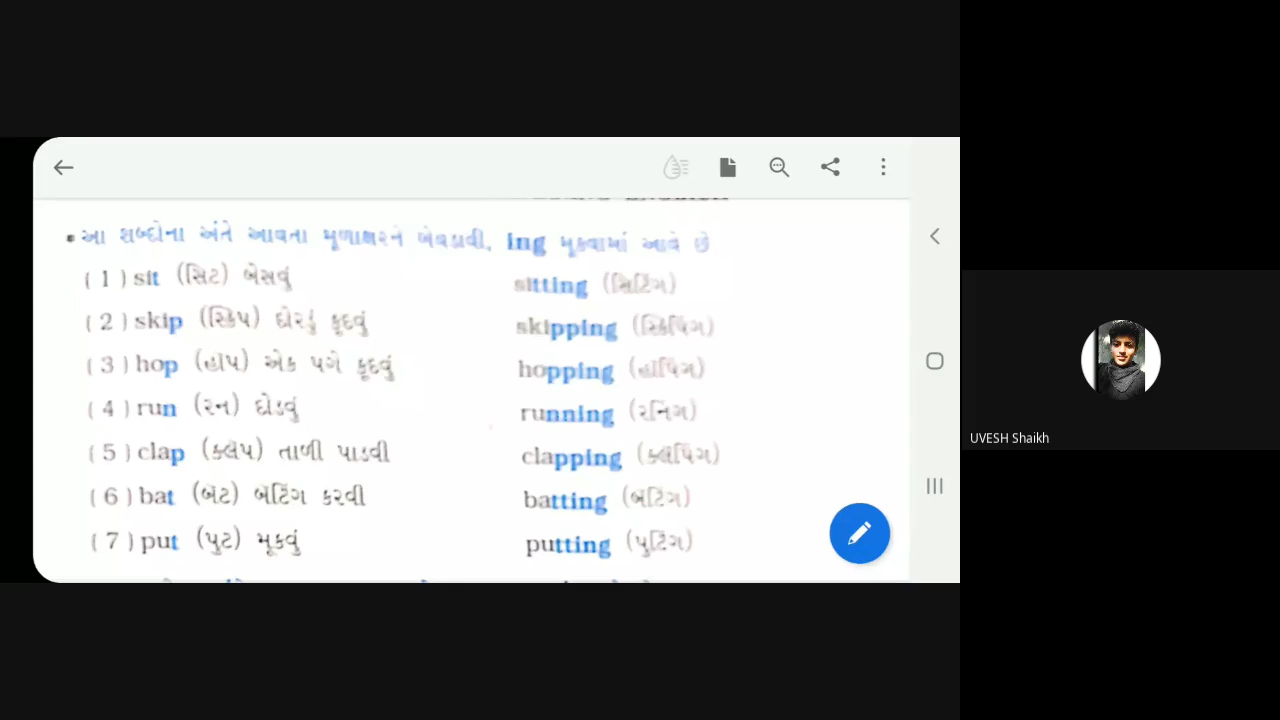 • આ શબ્દોના અંતે આવતા મૂળાક્ષરને બેવડાવી, ing મૂકવામાં આવે છે
( 1 ) sit (સિટ) બેસવું sitting (સિટિંગ)
( 2 ) skip (સ્કિપ) દોરડું કૂદવું skipping (સ્કિપિંગ)
( 3 ) hop (હૉપ) એક પગે કૂદવું hopping (હૉપિંગ)
( 4 ) run (રન) દોડવું running (રનિંગ)
( 5 ) clap (ક્લૅપ) તાળી પાડવી clapping (ક્લૅપિંગ)
( 6 ) bat (બૅટ) બૅટિંગ કરવી batting (બૅટિંગ)
( 7 ) put (પુટ) મૂકવું putting (પુટિંગ)
UVESH Shaikh